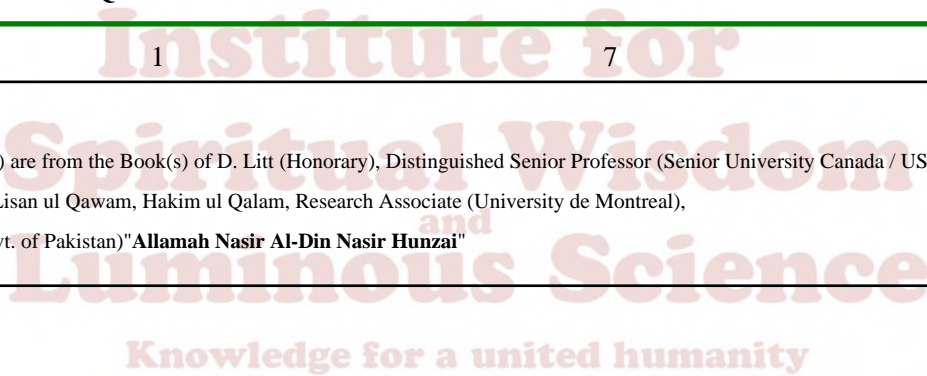 Institute for
1 7
Spiritual Wisdom
) are from the Book(s) of D. Litt (Honorary), Distinguished Senior Professor (Senior University Canada / US
Lisan ul Qawam, Hakim ul Qalam, Research Associate (University de Montreal),
and
vt. of Pakistan)"Allamah Nasir Al-Din Nasir Hunzai"
Luminous Science
Knowledge for a united humanity